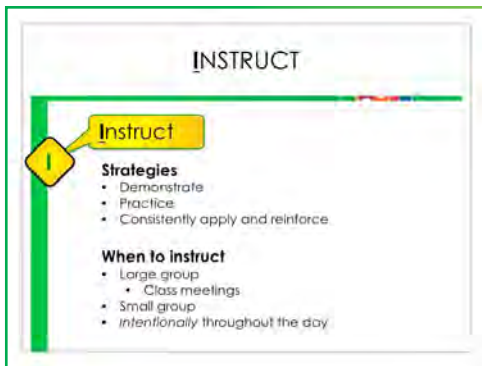 INSTRUCT
Instruct
I
Strategies
• Demonstrate
• Practice
• Consistently apply and reinforce
When to instruct
• Large group
• Class meetings
• Small group
• Intentionally throughout the day